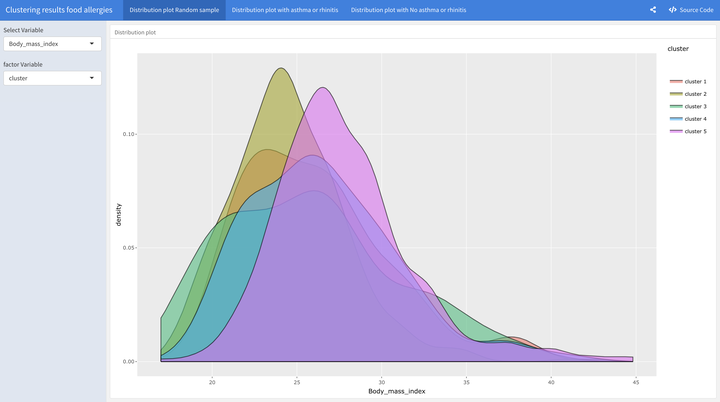 Clustering results food allergies
Distribution plot Random sample
Distribution plot with asthma or rhinitis
Distribution plot with No asthma or rhinitis
Source Code
Select Variable
Body_mass_index
factor Variable
cluster
Distribution plot
density
0.10
0.05
0.00
20 25 30 35 40 45
Body_mass_index
cluster
cluster 1
cluster 2
cluster 3
cluster 4
cluster 5